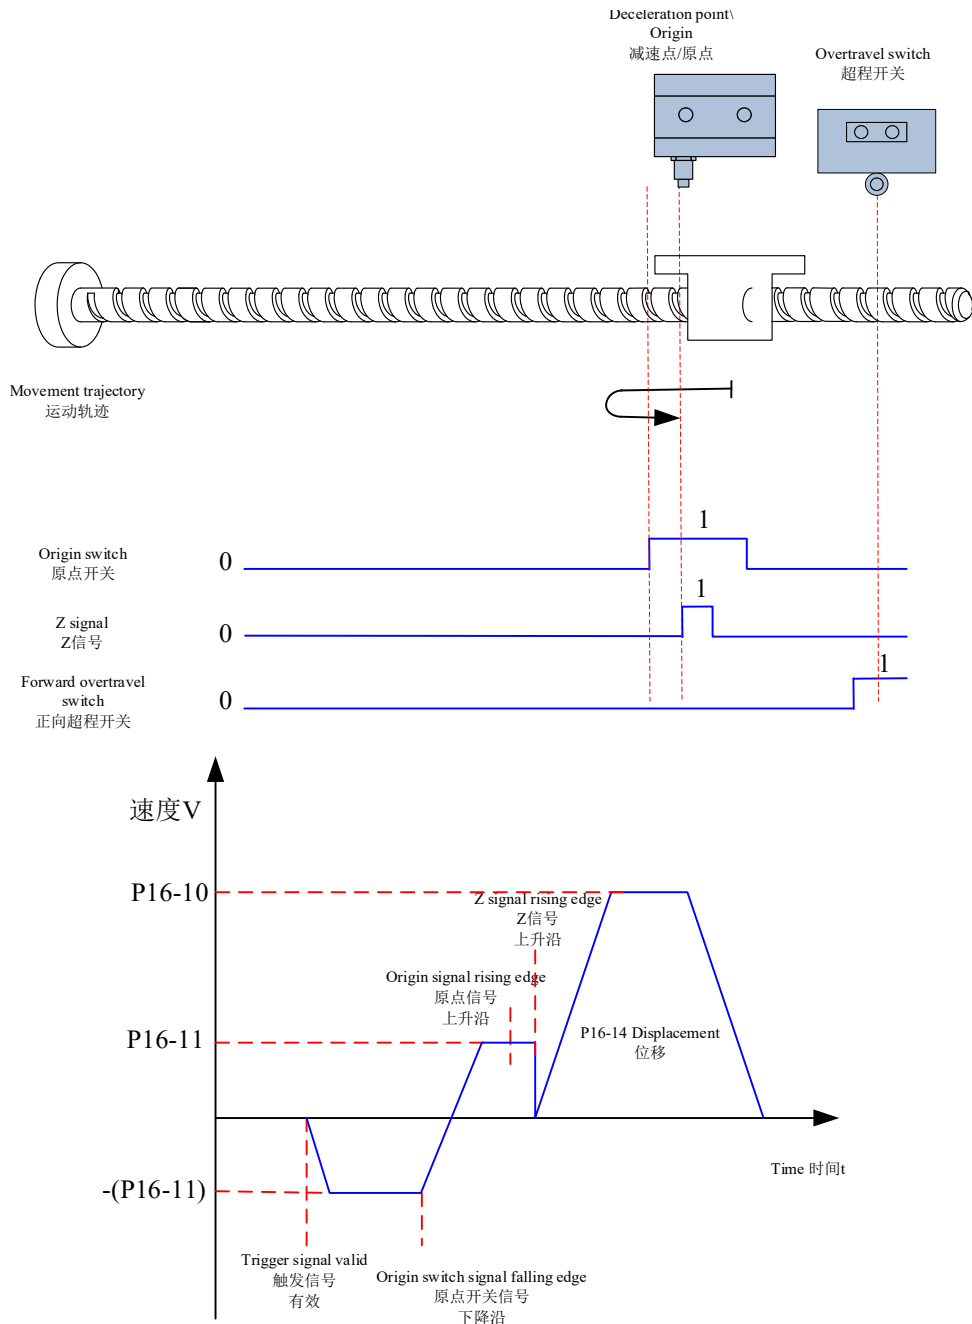 Deceleration point\
Origin
减速点/原点
Overtravel switch
超程开关
Movement trajectory
运动轨迹
1
Origin switch
原点开关
0
1
Z signal
Z信号
0
1
Forward overtravel
switch
正向超程开关
0
速度V
P16-10
Z signal rising edge
Z信号
上升沿
Origin signal rising edge
原点信号
上升沿
P16-11
P16-14 Displacement
位移
Time 时间t
-(P16-11)
Trigger signal valid
触发信号
有效
Origin switch signal falling edge
原点开关信号
下降沿